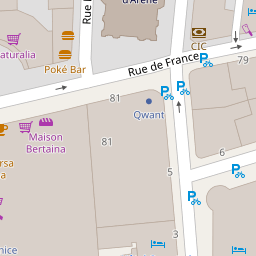 d'Arène
Rue
CIC
aturalia
Poké Bar
Rue de France
79
81
Qwant
Maison
Bertaina
81
6
5
3